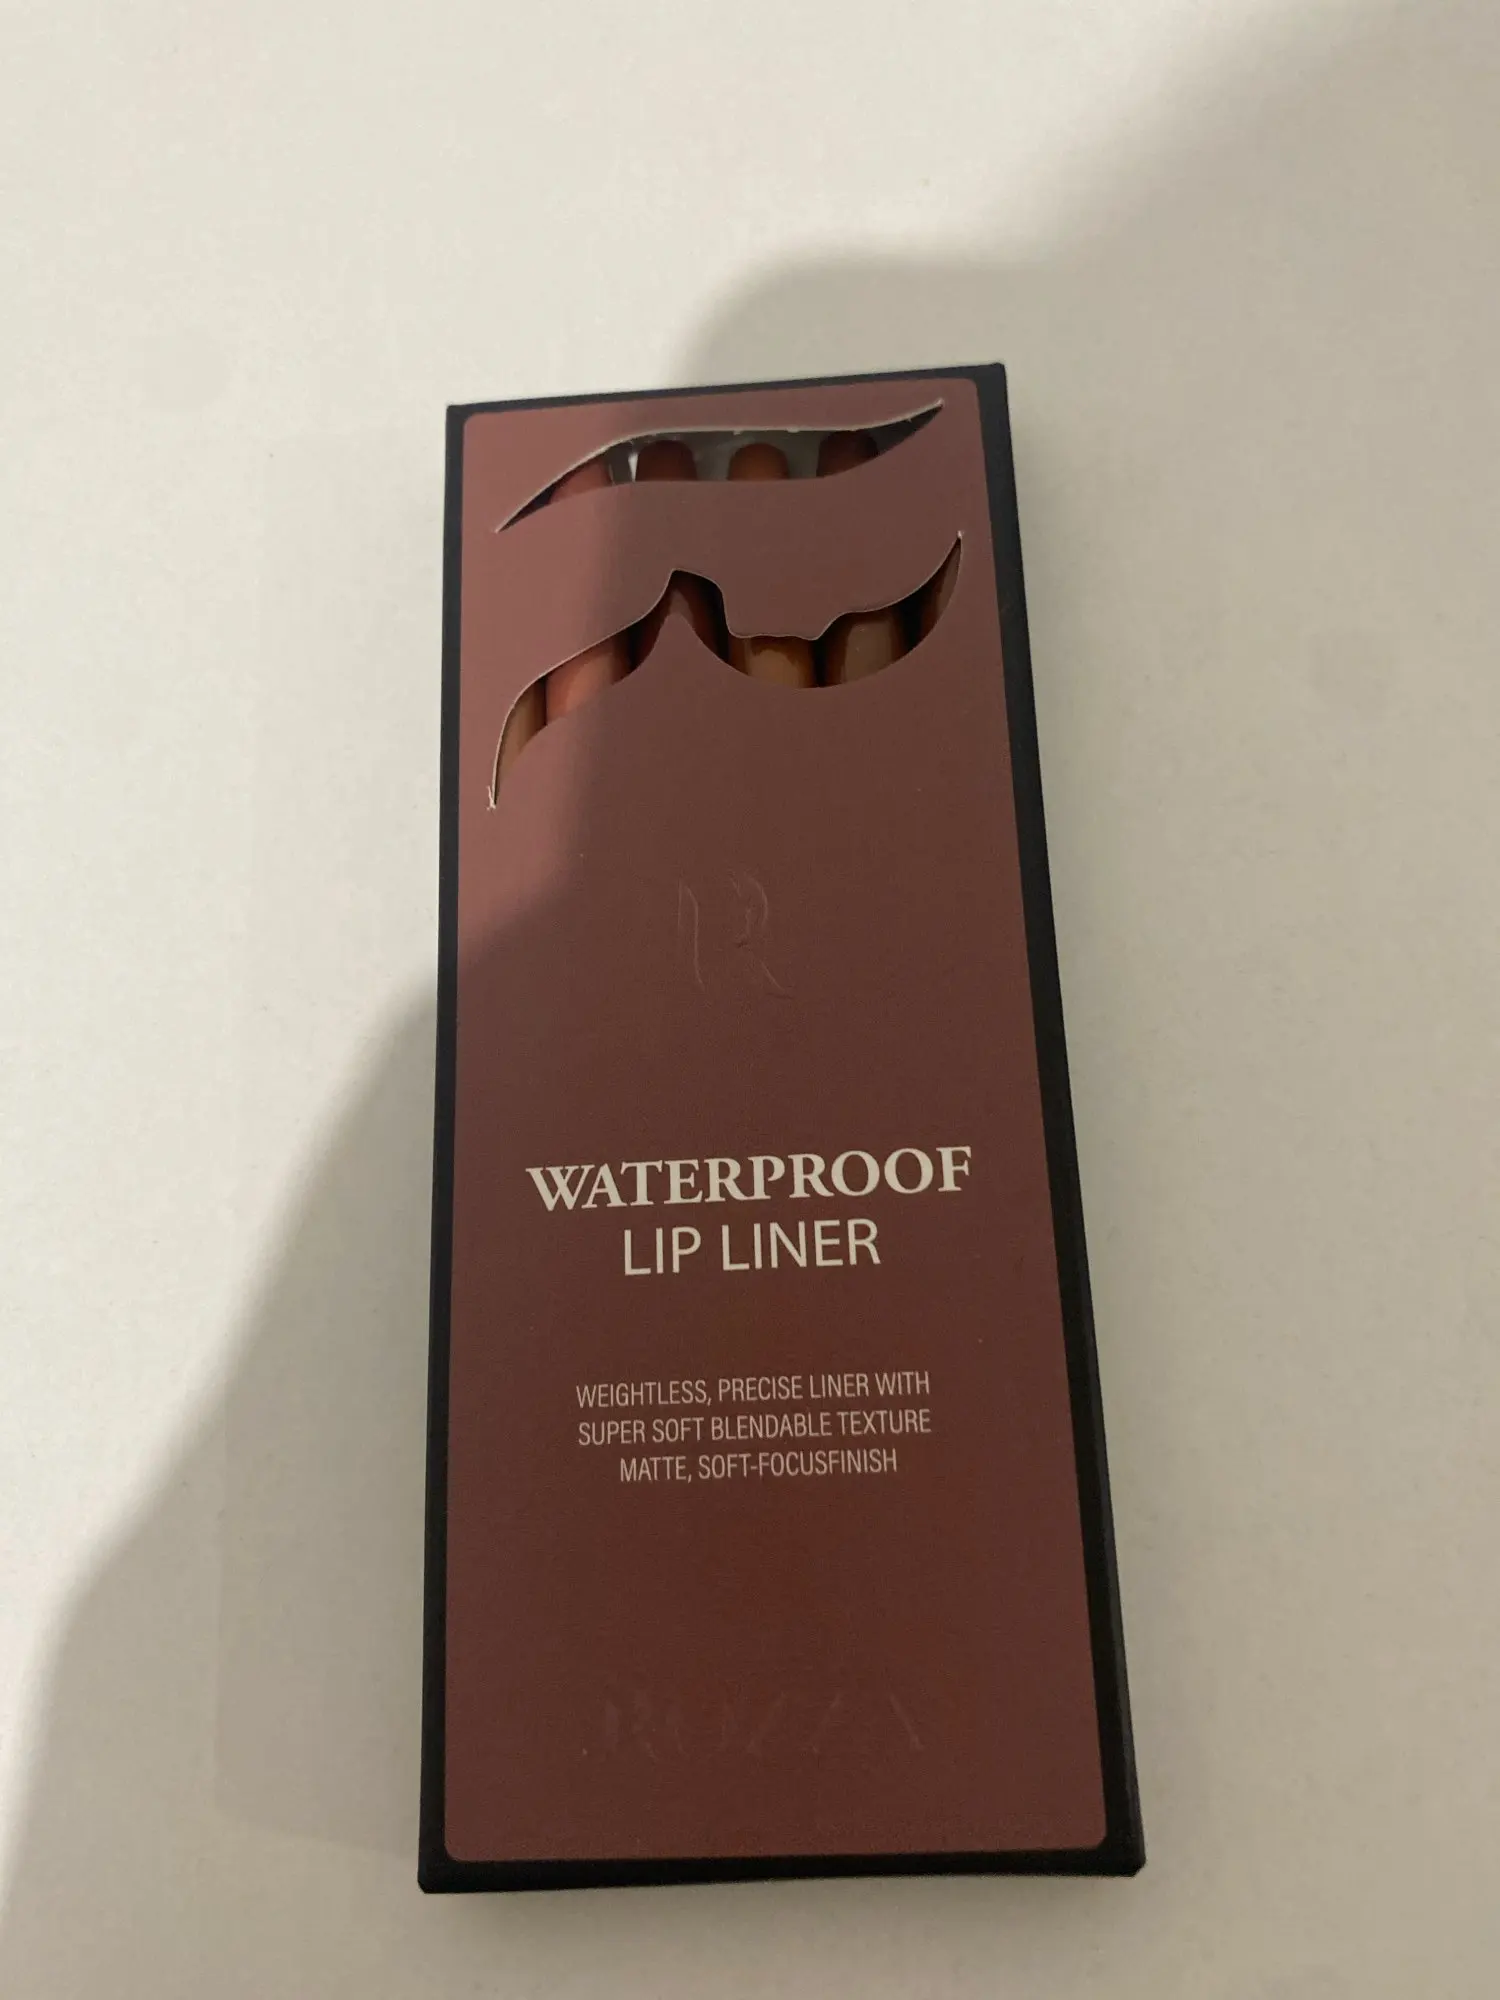 R
WATERPROOF
LIP LINER
WEIGHTLESS, PRECISE LINER WITH
SUPER SOFT BLENDABLE TEXTURE
MATTE, SOFT-FOCUSFINISH